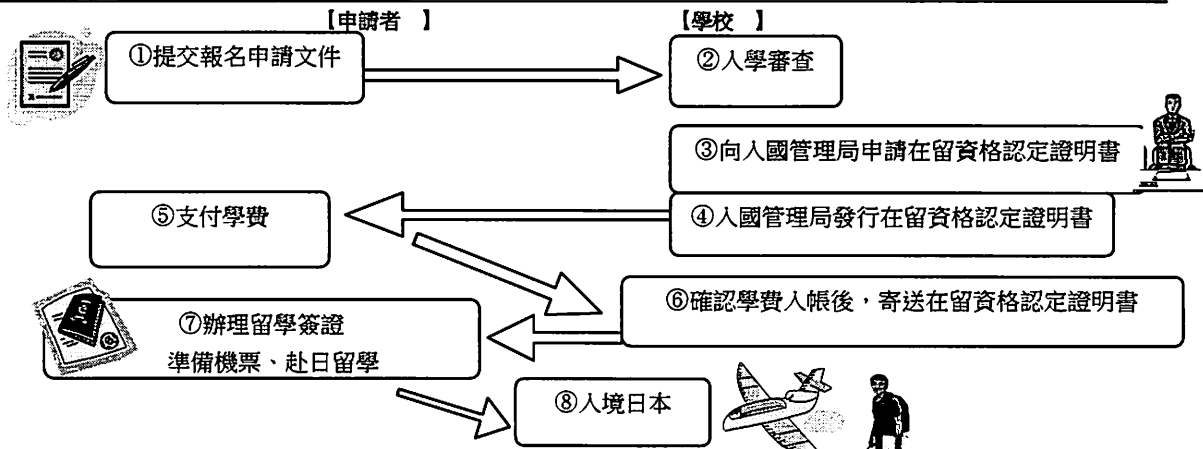 【申請者　】
【學校　】
①提交報名申請文件
②入學審查
③向入國管理局申請在留資格認定證明書
⑤支付學費
④入國管理局發行在留資格認定證明書
⑥確認學費入帳後，寄送在留資格認定證明書
⑦辦理留學簽證
準備機票、赴日留學
⑧入境日本